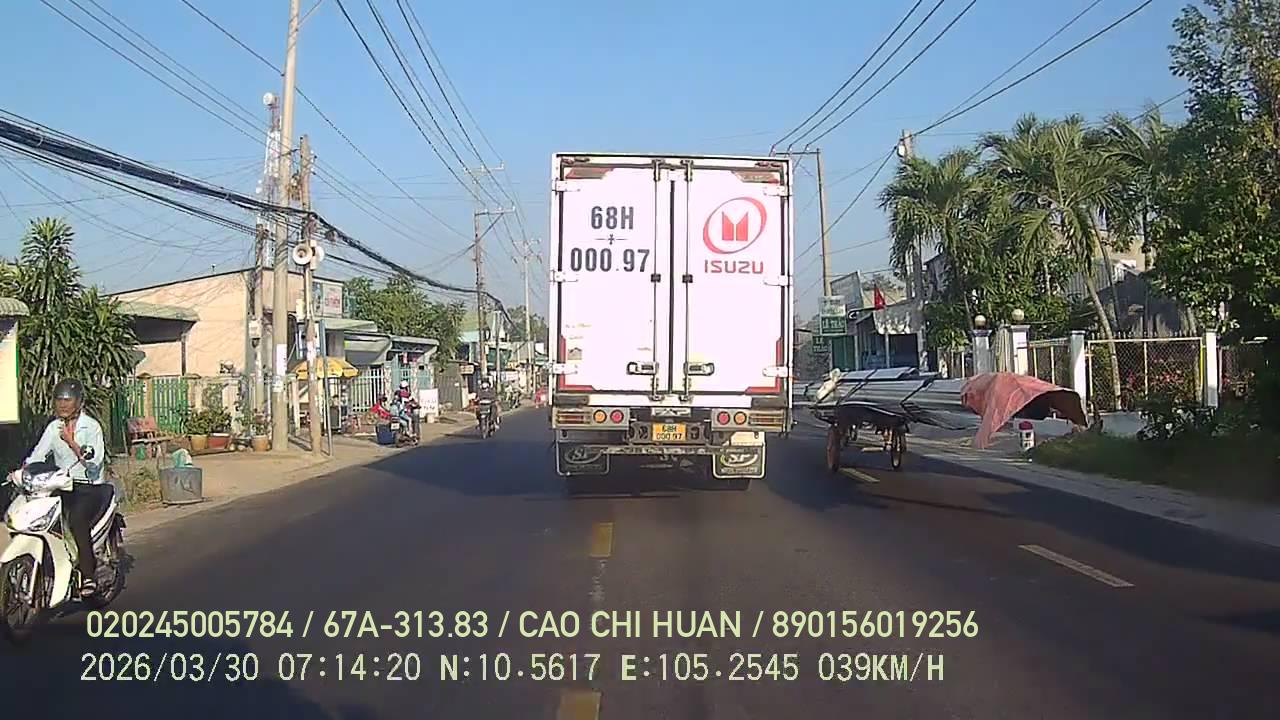 68H
000.97
ISUZU
68H
000.97
SP
020245005784 / 67A-313.83 / CAO CHI HUAN / 890156019256
2026/03/30 07:14:20 N:10.5617 E:105.2545 039KM/H